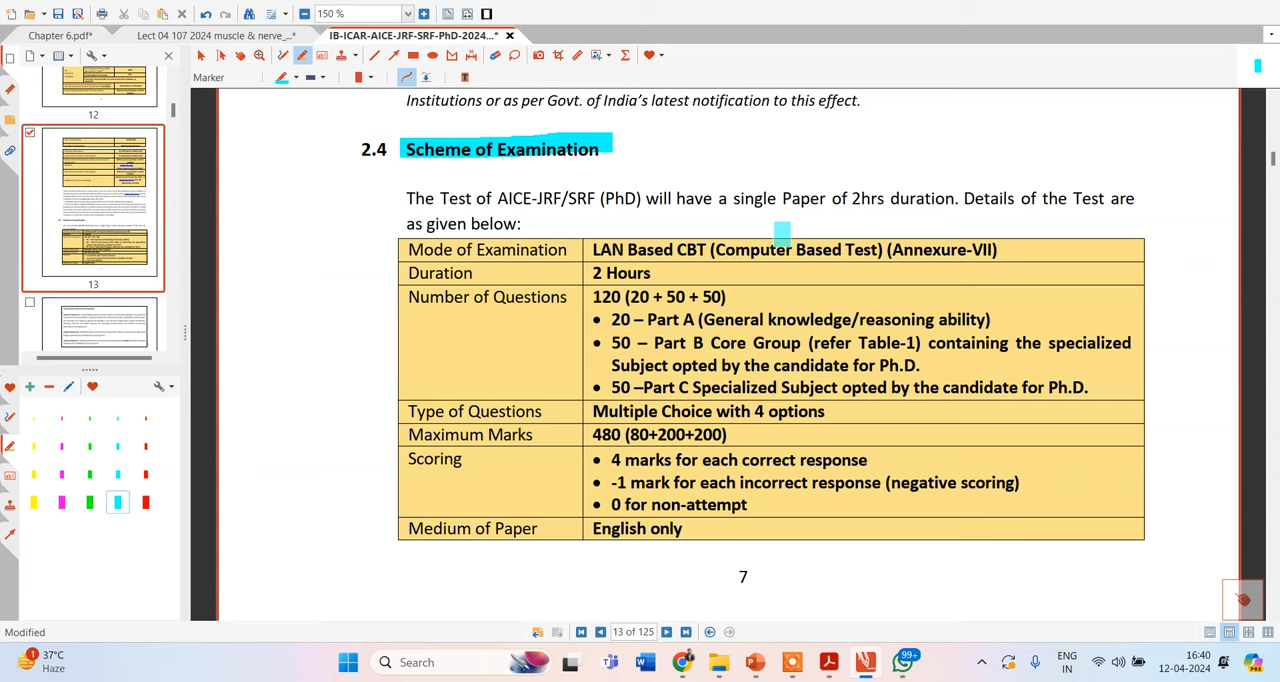 150 %
Chapter 6.pdf*
Lect 04 107 2024 muscle & nerve_...*
IB-ICAR-AICE-JRF-SRF-PhD-2024...*
Marker
12
13
Institutions or as per Govt. of India's latest notification to this effect.
2.4 Scheme of Examination
The Test of AICE-JRF/SRF (PhD) will have a single Paper of 2hrs duration. Details of the Test are
as given below:
Mode of Examination LAN Based CBT (Computer Based Test) (Annexure-VII)
Duration 2 Hours
Number of Questions 120 (20 + 50 + 50)
• 20 – Part A (General knowledge/reasoning ability)
• 50 – Part B Core Group (refer Table-1) containing the specialized
Subject opted by the candidate for Ph.D.
• 50 –Part C Specialized Subject opted by the candidate for Ph.D.
Type of Questions Multiple Choice with 4 options
Maximum Marks 480 (80+200+200)
Scoring • 4 marks for each correct response
• -1 mark for each incorrect response (negative scoring)
• 0 for non-attempt
Medium of Paper English only
7
Modified
13 of 125
1
37°C
Haze
Search
99+
ENG
IN
16:40
12-04-2024
PRE